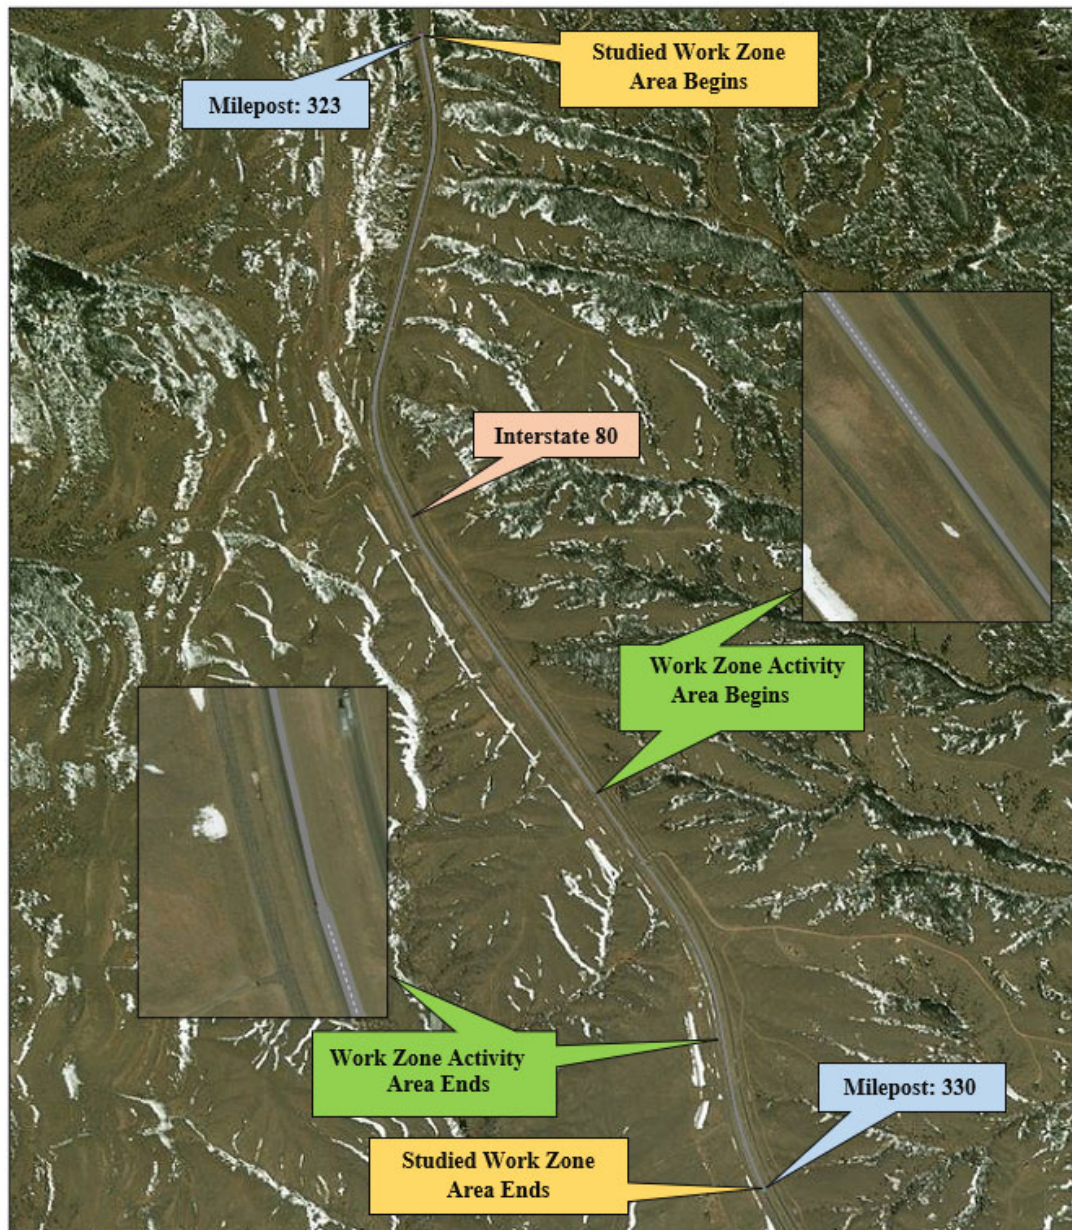 Studied Work Zone
Area Begins
Milepost: 323
Interstate 80
Work Zone Activity
Area Begins
Work Zone Activity
Area Ends
Milepost: 330
Studied Work Zone
Area Ends